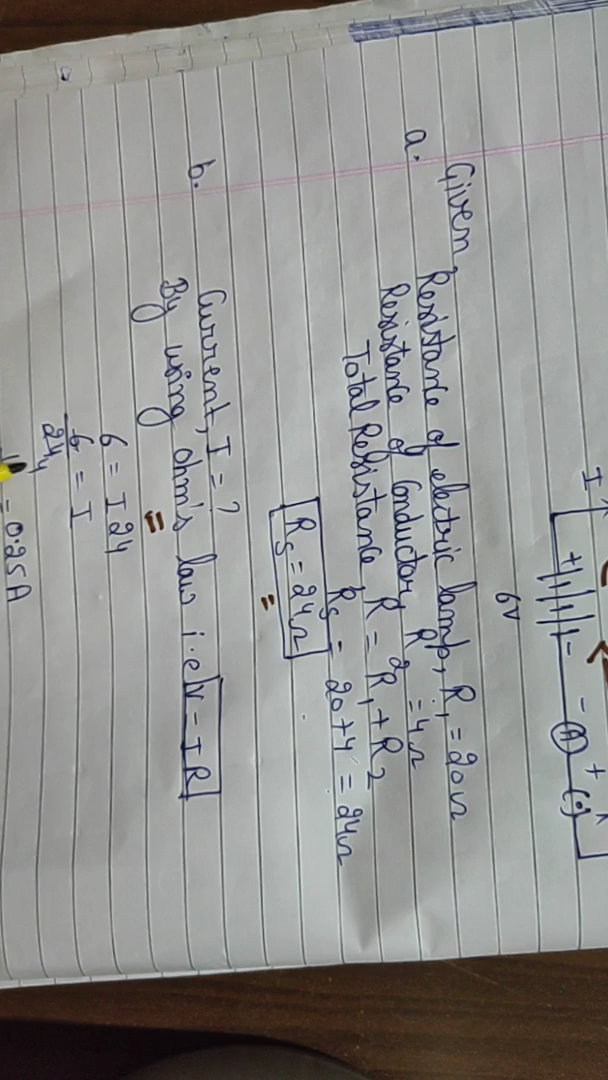 I
6V
+ - - A + (•)
Given,
a. Resistance of electric lamp, R₁ = 20Ω
Resistance of Conductor, R₂ = 4Ω
Total Resistance, R = R₁ + R₂
Rs = 20+4 = 24Ω
Rs = 24Ω
b. Current, I = ?
By using ohm's law i.e V = IR
6 = I 24
6/24 = I
4
= 0.25A